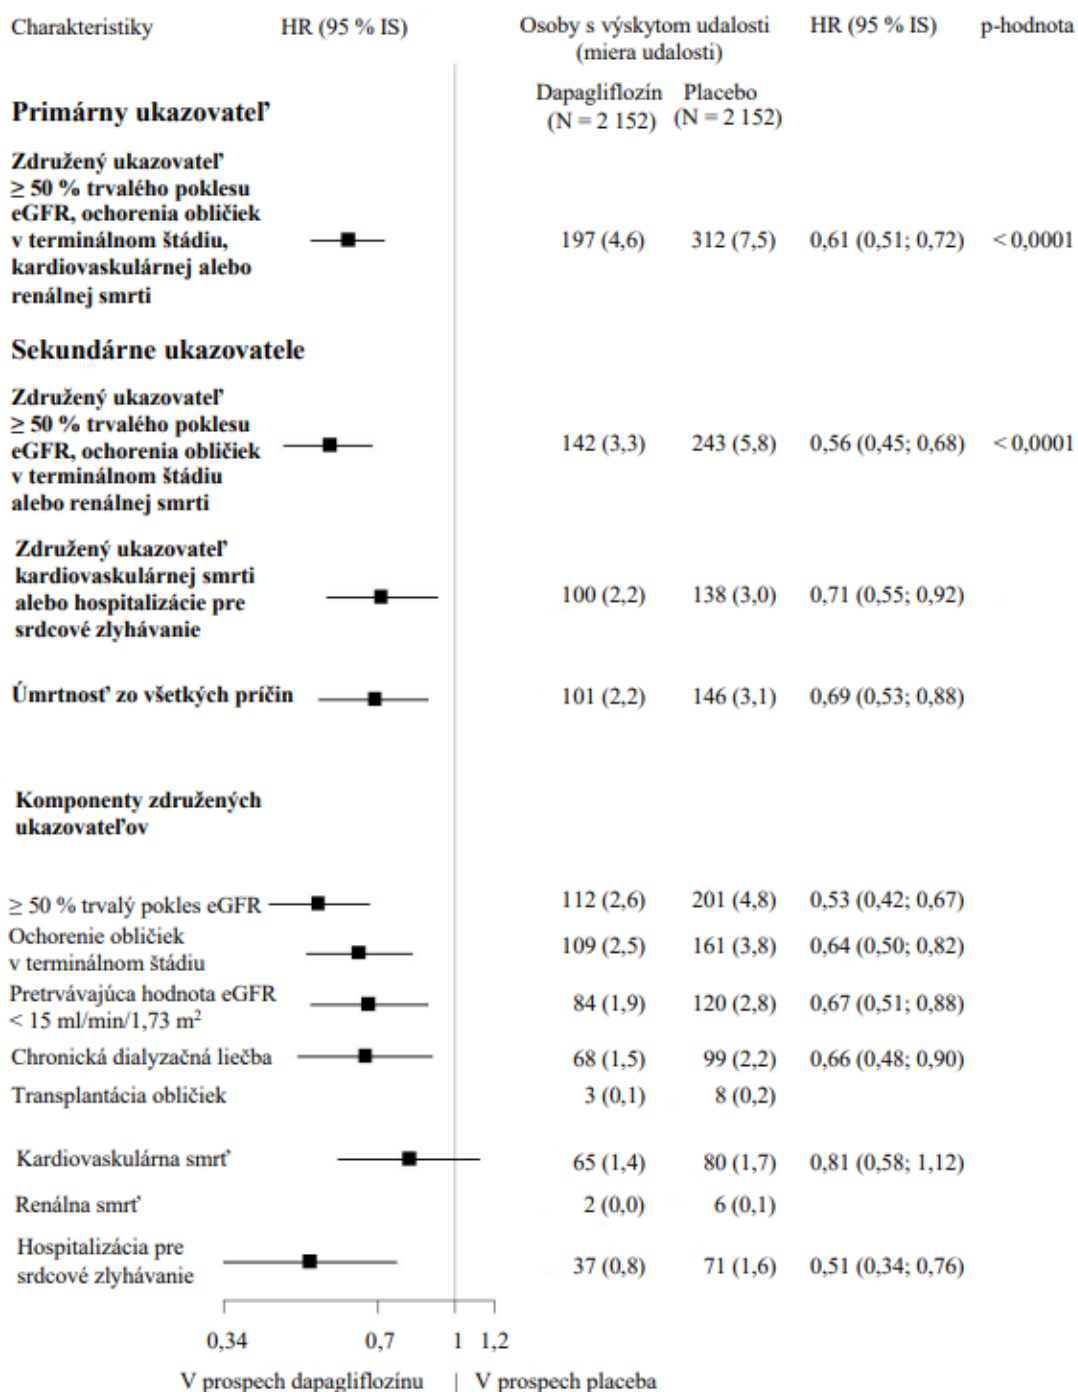 Charakteristiky HR (95 % IS) Osoby s výskytom udalosti HR (95 % IS) p-hodnota
(miera udalosti)
Dapagliflozín Placebo
Primárny ukazovateľ (N = 2 152) (N = 2 152)
Združený ukazovateľ
≥ 50 % trvalého poklesu
eGFR, ochorenia obličiek
v terminálnom štádiu, 197 (4,6) 312 (7,5) 0,61 (0,51; 0,72) < 0,0001
kardiovaskulárnej alebo
renálnej smrti
Sekundárne ukazovatele
Združený ukazovateľ
≥ 50 % trvalého poklesu
eGFR, ochorenia obličiek 142 (3,3) 243 (5,8) 0,56 (0,45; 0,68) < 0,0001
v terminálnom štádiu
alebo renálnej smrti
Združený ukazovateľ
kardiovaskulárnej smrti
alebo hospitalizácie pre 100 (2,2) 138 (3,0) 0,71 (0,55; 0,92)
srdcové zlyhávanie
Úmrtnosť zo všetkých príčin 101 (2,2) 146 (3,1) 0,69 (0,53; 0,88)
Komponenty združených
ukazovateľov
≥ 50 % trvalý pokles eGFR 112 (2,6) 201 (4,8) 0,53 (0,42; 0,67)
Ochorenie obličiek 109 (2,5) 161 (3,8) 0,64 (0,50; 0,82)
v terminálnom štádiu
Pretrvávajúca hodnota eGFR 84 (1,9) 120 (2,8) 0,67 (0,51; 0,88)
< 15 ml/min/1,73 m²
Chronická dialyzačná liečba 68 (1,5) 99 (2,2) 0,66 (0,48; 0,90)
Transplantácia obličiek 3 (0,1) 8 (0,2)
Kardiovaskulárna smrť 65 (1,4) 80 (1,7) 0,81 (0,58; 1,12)
Renálna smrť 2 (0,0) 6 (0,1)
Hospitalizácia pre 37 (0,8) 71 (1,6) 0,51 (0,34; 0,76)
srdcové zlyhávanie
0,34 0,7 1 1,2
V prospech dapagliflozínu | V prospech placeba